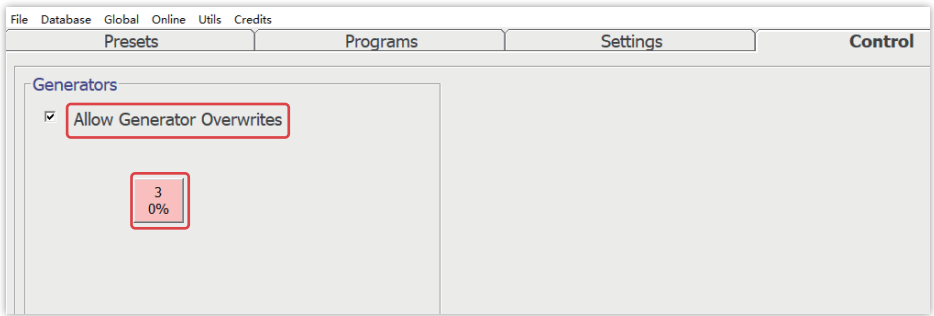 File Database Global Online Utils Credits
Presets Programs Settings Control
Generators
Allow Generator Overwrites
3
0%